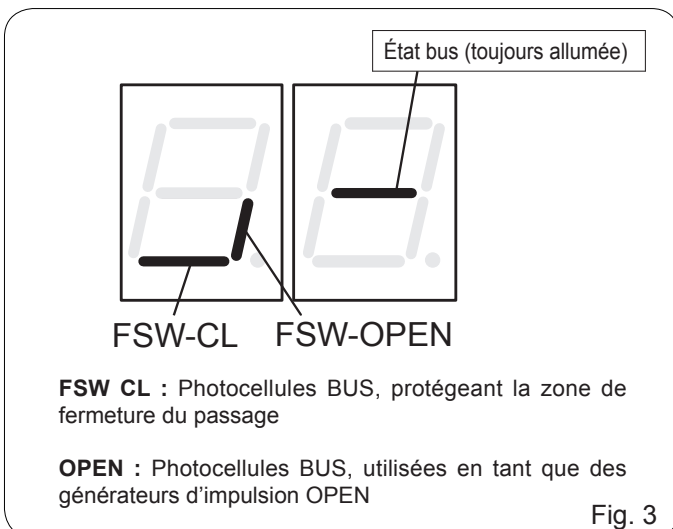 État bus (toujours allumée)
FSW-CL FSW-OPEN
FSW CL : Photocellules BUS, protégeant la zone de
fermeture du passage
OPEN : Photocellules BUS, utilisées en tant que des
générateurs d’impulsion OPEN
Fig. 3